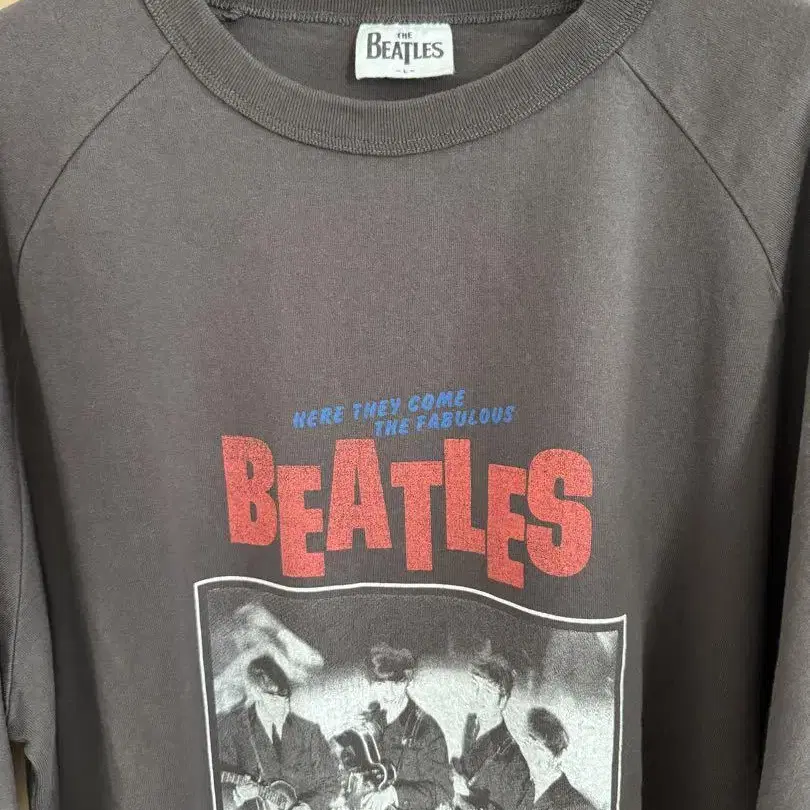 THE
BEATLES
-L-
HERE THEY COME
THE FABULOUS
BEATLES